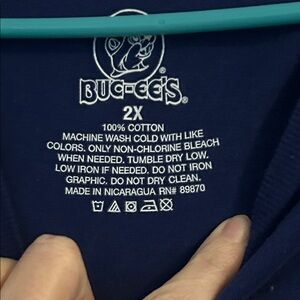 BUC-EE'S
2X
100% COTTON
MACHINE WASH COLD WITH LIKE
COLORS. ONLY NON-CHLORINE BLEACH
WHEN NEEDED. TUMBLE DRY LOW.
LOW IRON IF NEEDED. DO NOT IRON
GRAPHIC. DO NOT DRY CLEAN.
MADE IN NICARAGUA RN# 89870